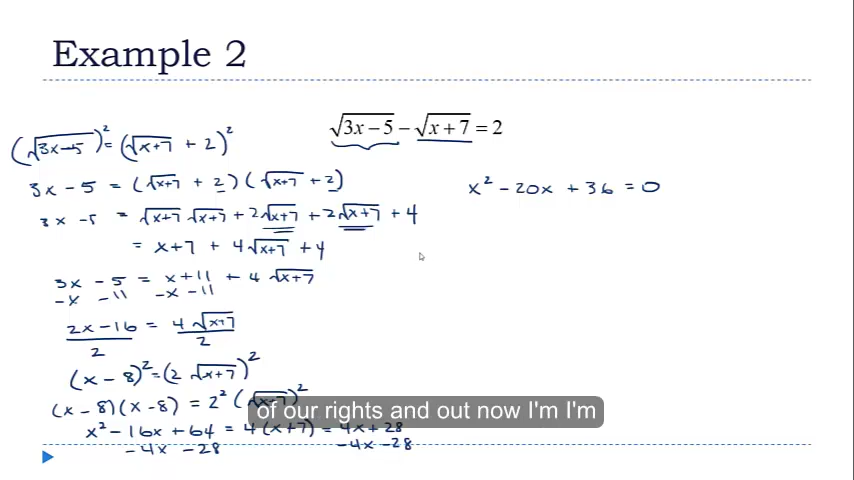 Example 2
√(3x − 5) − √(x + 7) = 2
(√(3x−5))² = (√(x+7) + 2)²
3x − 5 = (√(x+7) + 2)(√(x+7) + 2)
x² − 20x + 36 = 0
3x − 5 = √(x+7) √(x+7) + 2√(x+7) + 2√(x+7) + 4
= x+7 + 4√(x+7) + 4
3x − 5 = x+11 + 4√(x+7)
−x −11 −x −11
2x−16 = 4√(x+7)
2 2
(x − 8)² = (2√(x+7))²
(x − 8)(x − 8) = 2² (√(x+7))²
of our rights and out now I'm I'm
x² − 16x + 64 = 4(x+7) = 4x + 28
−4x −28 −4x −28